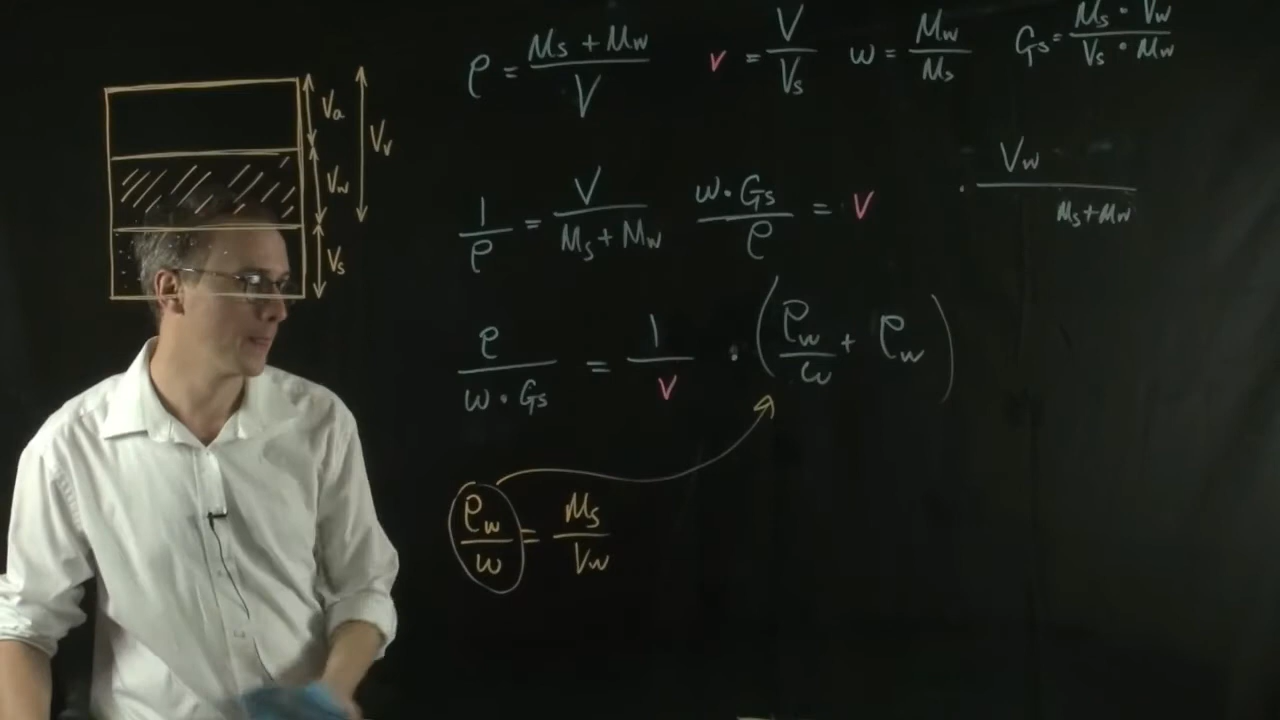 ρ = (Ms + Mw) / V    v = V / Vs    w = Mw / Ms    Gs = (Ms · Vw) / (Vs · Mw)
Va
Vv
Vw
Vs
1/ρ = V / (Ms + Mw)    (w · Gs) / ρ = v    · Vw / (Ms + Mw)
ρ / (w · Gs) = 1/v · (ρw/w + ρw)
ρw/w = Ms/Vw